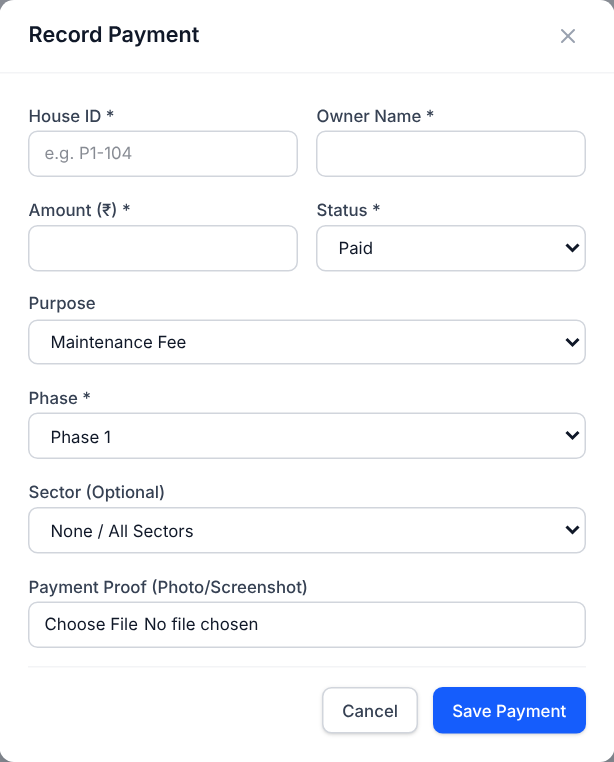 Record Payment
House ID *
Owner Name *
e.g. P1-104
Amount (₹) *
Status *
Paid
Purpose
Maintenance Fee
Phase *
Phase 1
Sector (Optional)
None / All Sectors
Payment Proof (Photo/Screenshot)
Choose File No file chosen
Cancel
Save Payment